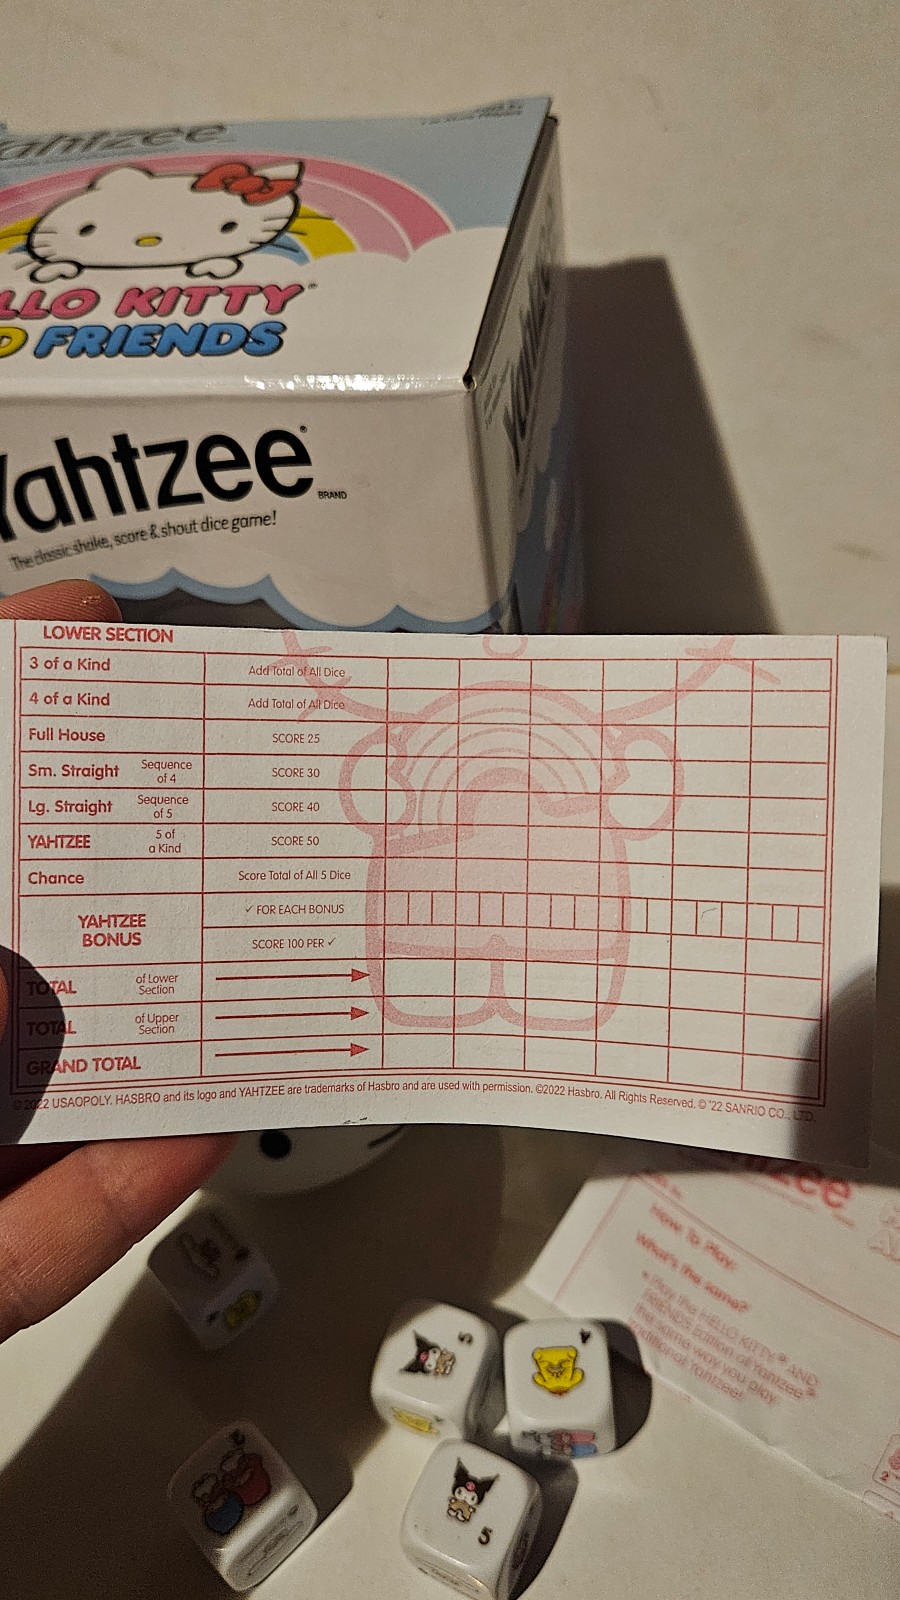 ahtzee
LLO KITTY
D FRIENDS
Yahtzee®
BRAND
The classic shake, score & shout dice game!
LOWER SECTION
3 of a Kind Add Total of All Dice
4 of a Kind Add Total of All Dice
Full House SCORE 25
Sm. Straight Sequence of 4 SCORE 30
Lg. Straight Sequence of 5 SCORE 40
YAHTZEE 5 of a Kind SCORE 50
Chance Score Total of All 5 Dice
YAHTZEE BONUS ✓ FOR EACH BONUS
SCORE 100 PER ✓
TOTAL of Lower Section
TOTAL of Upper Section
GRAND TOTAL
©2022 USAOPOLY. HASBRO and its logo and YAHTZEE are trademarks of Hasbro and are used with permission. ©2022 Hasbro. All Rights Reserved. © '22 SANRIO CO., LTD.
tzee
How To Play:
What's the same?
• Play the HELLO KITTY® AND
FRIENDS Edition of Yahtzee®
the same way you play
traditional Yahtzee!
5
4
5
2